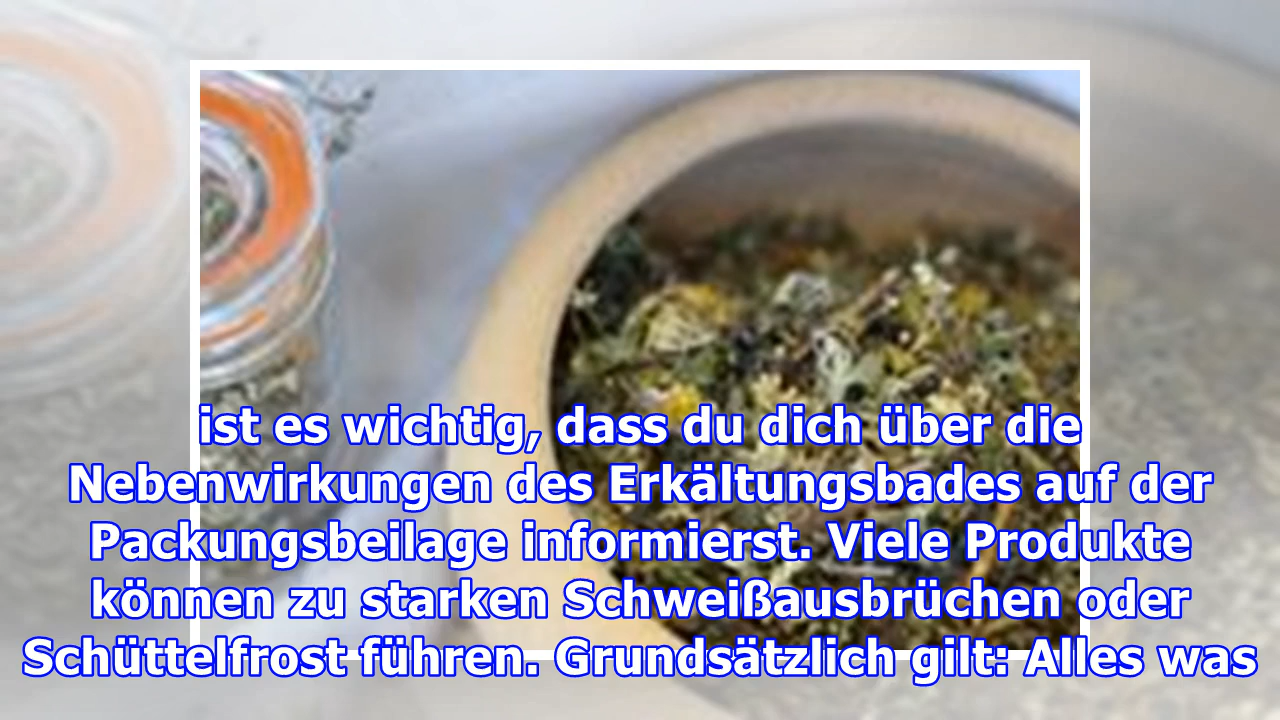 ist es wichtig, dass du dich über die
Nebenwirkungen des Erkältungsbades auf der
Packungsbeilage informierst. Viele Produkte
können zu starken Schweißausbrüchen oder
Schüttelfrost führen. Grundsätzlich gilt: Alles was